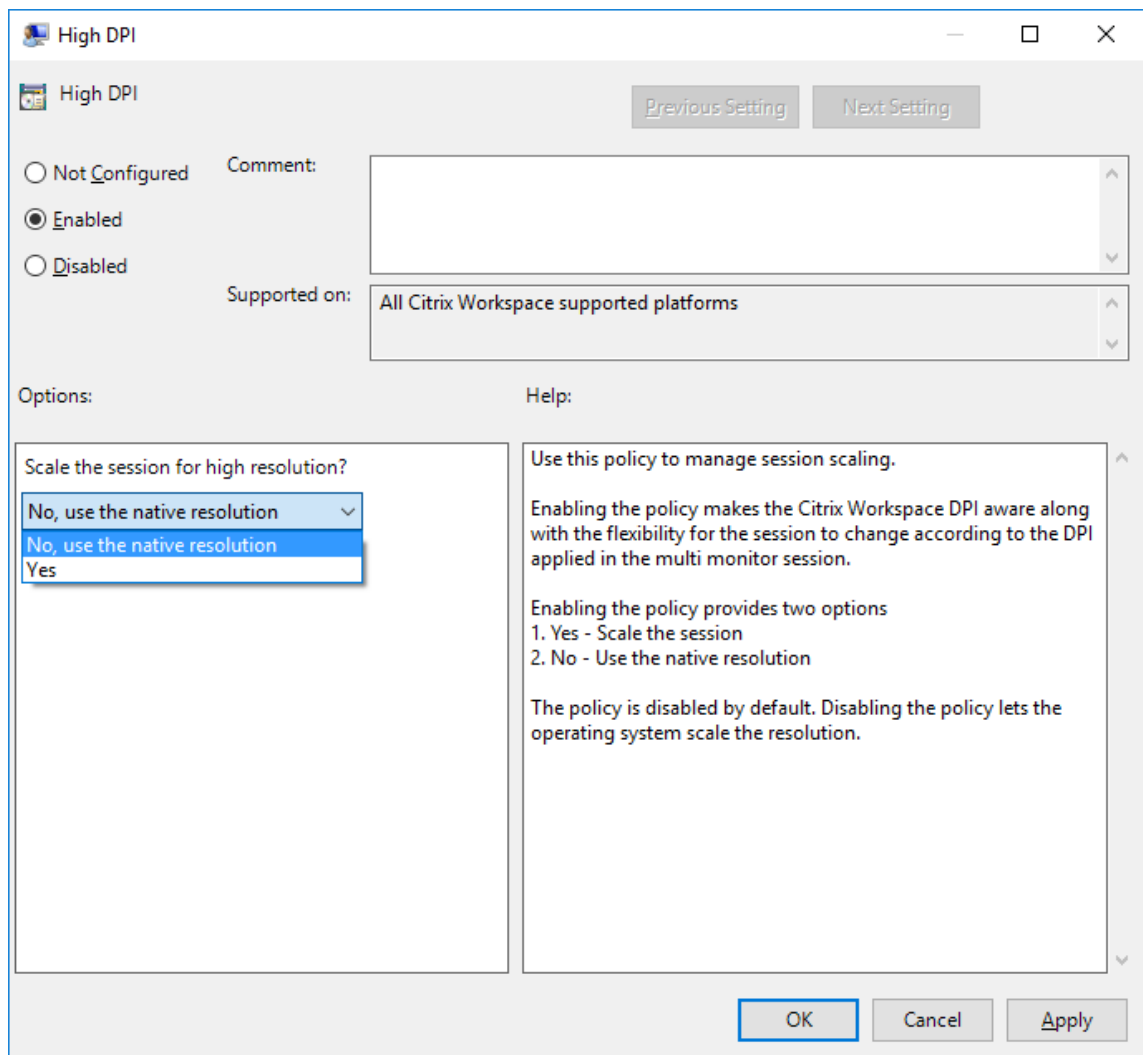 High DPI
High DPI
Previous Setting
Next Setting
Not Configured
Enabled
Disabled
Comment:
Supported on:
All Citrix Workspace supported platforms
Options:
Help:
Scale the session for high resolution?
No, use the native resolution
No, use the native resolution
Yes
Use this policy to manage session scaling.
Enabling the policy makes the Citrix Workspace DPI aware along
with the flexibility for the session to change according to the DPI
applied in the multi monitor session.
Enabling the policy provides two options
1. Yes - Scale the session
2. No - Use the native resolution
The policy is disabled by default. Disabling the policy lets the
operating system scale the resolution.
OK
Cancel
Apply